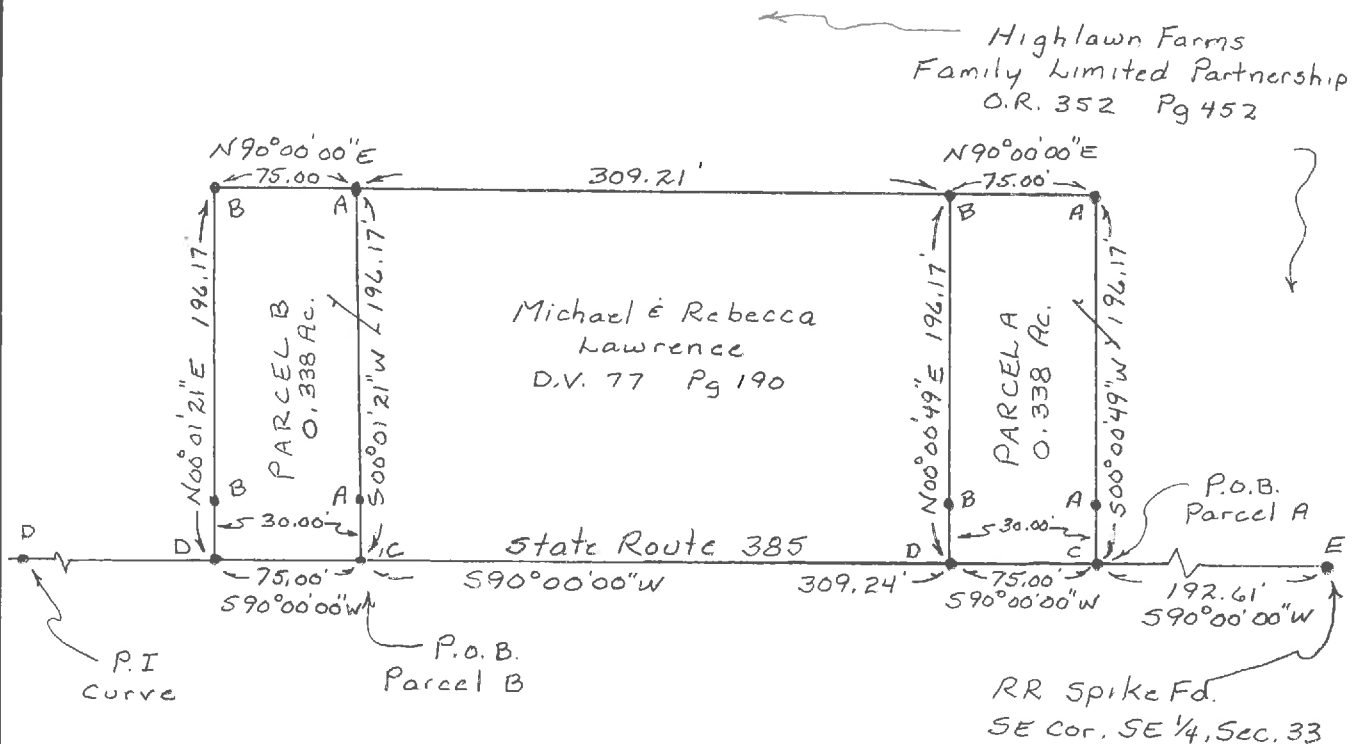 Highlawn Farms
Family Limited Partnership
O.R. 352 Pg 452
N90°00'00"E
75.00
309.21'
N90°00'00"E
75.00'
B
A
B
A
N00°01'21"E 196.17'
PARCEL B
0.338 Ac.
S00°01'21"W 196.17'
Michael & Rebecca
Lawrence
D.V. 77 Pg 190
N00°00'49"E 196.17'
PARCEL A
0.338 Ac.
S00°00'49"W 196.17'
B
A
B
A
P.O.B.
Parcel A
30.00'
30.00'
D
D
C
State Route 385
D
C
E
75.00'
S90°00'00"W
S90°00'00"W
309.24'
75.00'
S90°00'00"W
192.61'
S90°00'00"W
P.I
Curve
P.O.B.
Parcel B
RR Spike Fd.
SE Cor. SE 1/4, Sec. 33